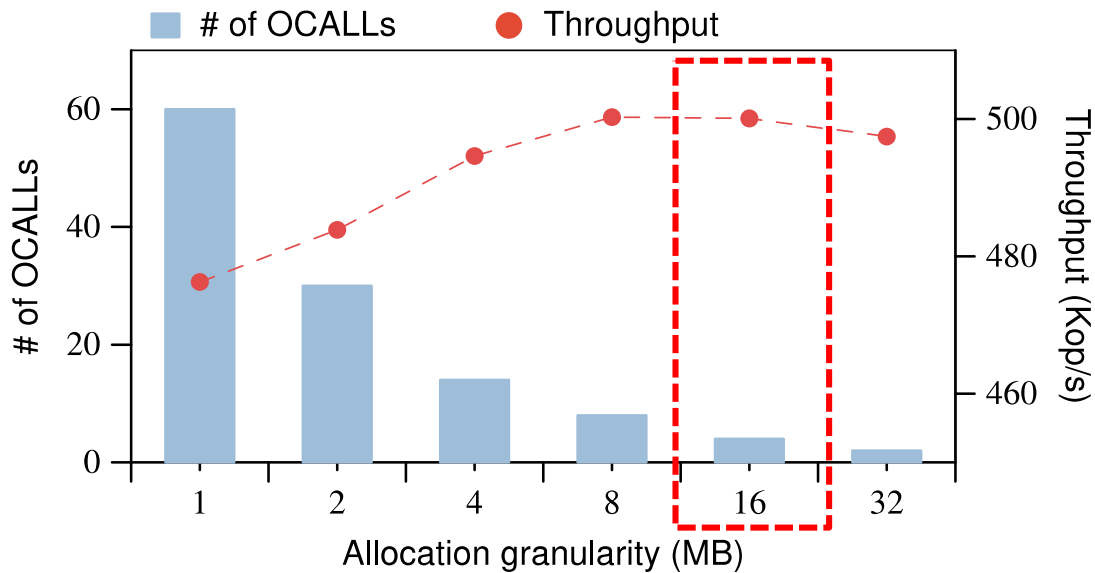 # of OCALLs Throughput
60
40
20
0
# of OCALLs
500
480
460
Throughput (Kop/s)
1 2 4 8 16 32
Allocation granularity (MB)